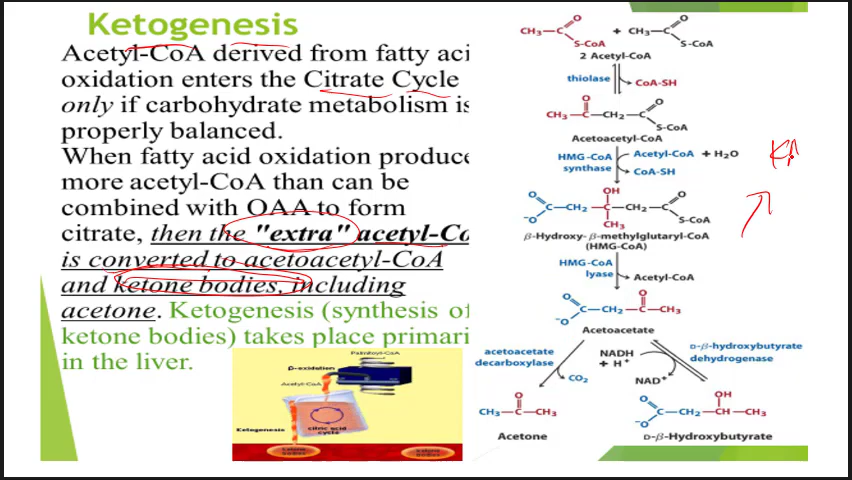 Ketogenesis
Acetyl-CoA derived from fatty acid
oxidation enters the Citrate Cycle
only if carbohydrate metabolism is
properly balanced.
When fatty acid oxidation produce
more acetyl-CoA than can be
combined with OAA to form
citrate, then the "extra" acetyl-Co
is converted to acetoacetyl-CoA
and ketone bodies, including
acetone. Ketogenesis (synthesis of
ketone bodies) takes place primari
in the liver.
Palmitoyl-CoA
β-oxidation
Acetyl-CoA
citric acid
cycle
Ketogenesis
Ketone
bodies
Ketone
bodies
CH3—C O S-CoA + CH3—C O S-CoA
2 Acetyl-CoA
thiolase CoA-SH
CH3—C—CH2—C O O S-CoA
Acetoacetyl-CoA
HMG-CoA
synthase
Acetyl-CoA + H2O
CoA-SH
O -O C—CH2—C—CH2—C OH CH3 O S-CoA
β-Hydroxy-β-methylglutaryl-CoA
(HMG-CoA)
HMG-CoA
lyase
Acetyl-CoA
O -O C—CH2—C—CH3 O
Acetoacetate
acetoacetate
decarboxylase
CO2
NADH
+ H+
NAD+
D-β-hydroxybutyrate
dehydrogenase
CH3—C—CH3 O
Acetone
O -O C—CH2—CH—CH3 OH
D-β-Hydroxybutyrate